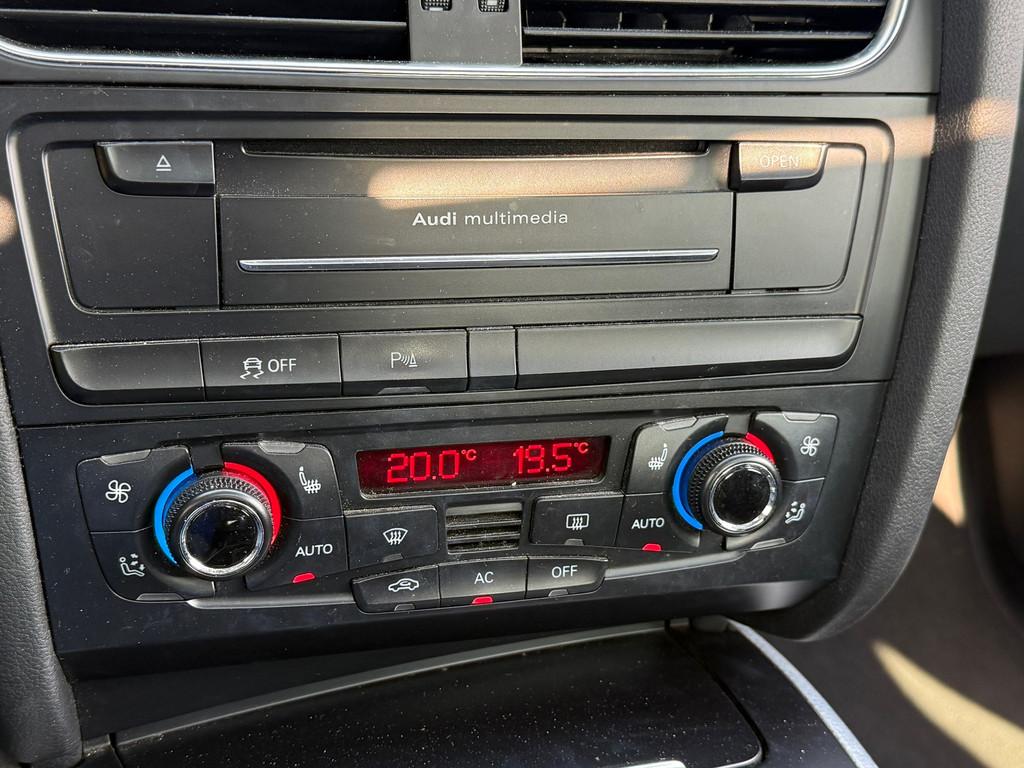 OPEN
Audi multimedia
OFF
P
20.0°C 19.5°C
AUTO
AUTO
AC
OFF